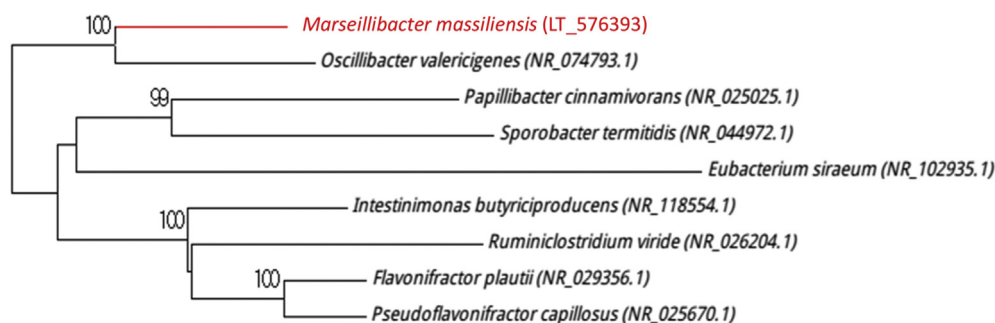 100
Marseillibacter massiliensis (LT_576393)
Oscillibacter valericigenes (NR_074793.1)
99
Papillibacter cinnamivorans (NR_025025.1)
Sporobacter termitidis (NR_044972.1)
Eubacterium siraeum (NR_102935.1)
100
Intestinimonas butyriciproducens (NR_118554.1)
Ruminiclostridium viride (NR_026204.1)
100
Flavonifractor plautii (NR_029356.1)
Pseudoflavonifractor capillosus (NR_025670.1)